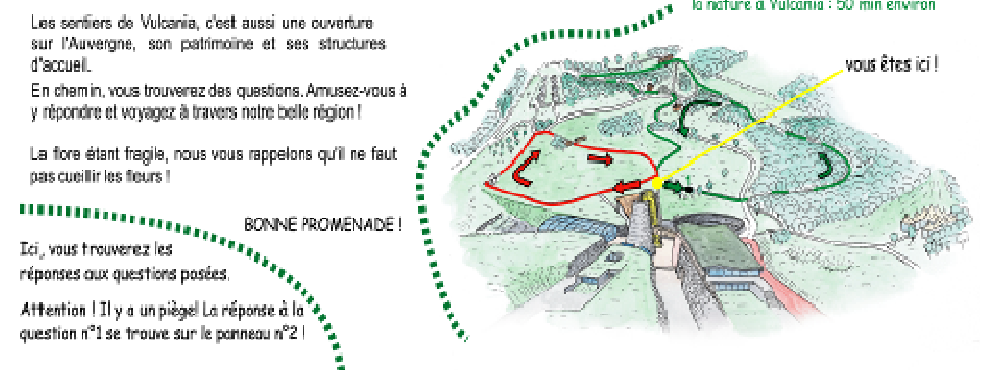 Les sentiers de Vulcania, c'est aussi une ouverture
sur l'Auvergne, son patrimoine et ses structures
d'accueil.
En chemin, vous trouverez des questions. Amusez-vous à
y répondre et voyagez à travers notre belle région !
La flore étant fragile, nous vous rappelons qu'il ne faut
pas cueillir les fleurs !
BONNE PROMENADE !
Ici, vous trouverez les
réponses aux questions posées.
Attention ! Il y a un piège! La réponse à la
question n°1 se trouve sur le panneau n°2 !
la nature à Vulcania : 50 min environ
vous êtes ici !